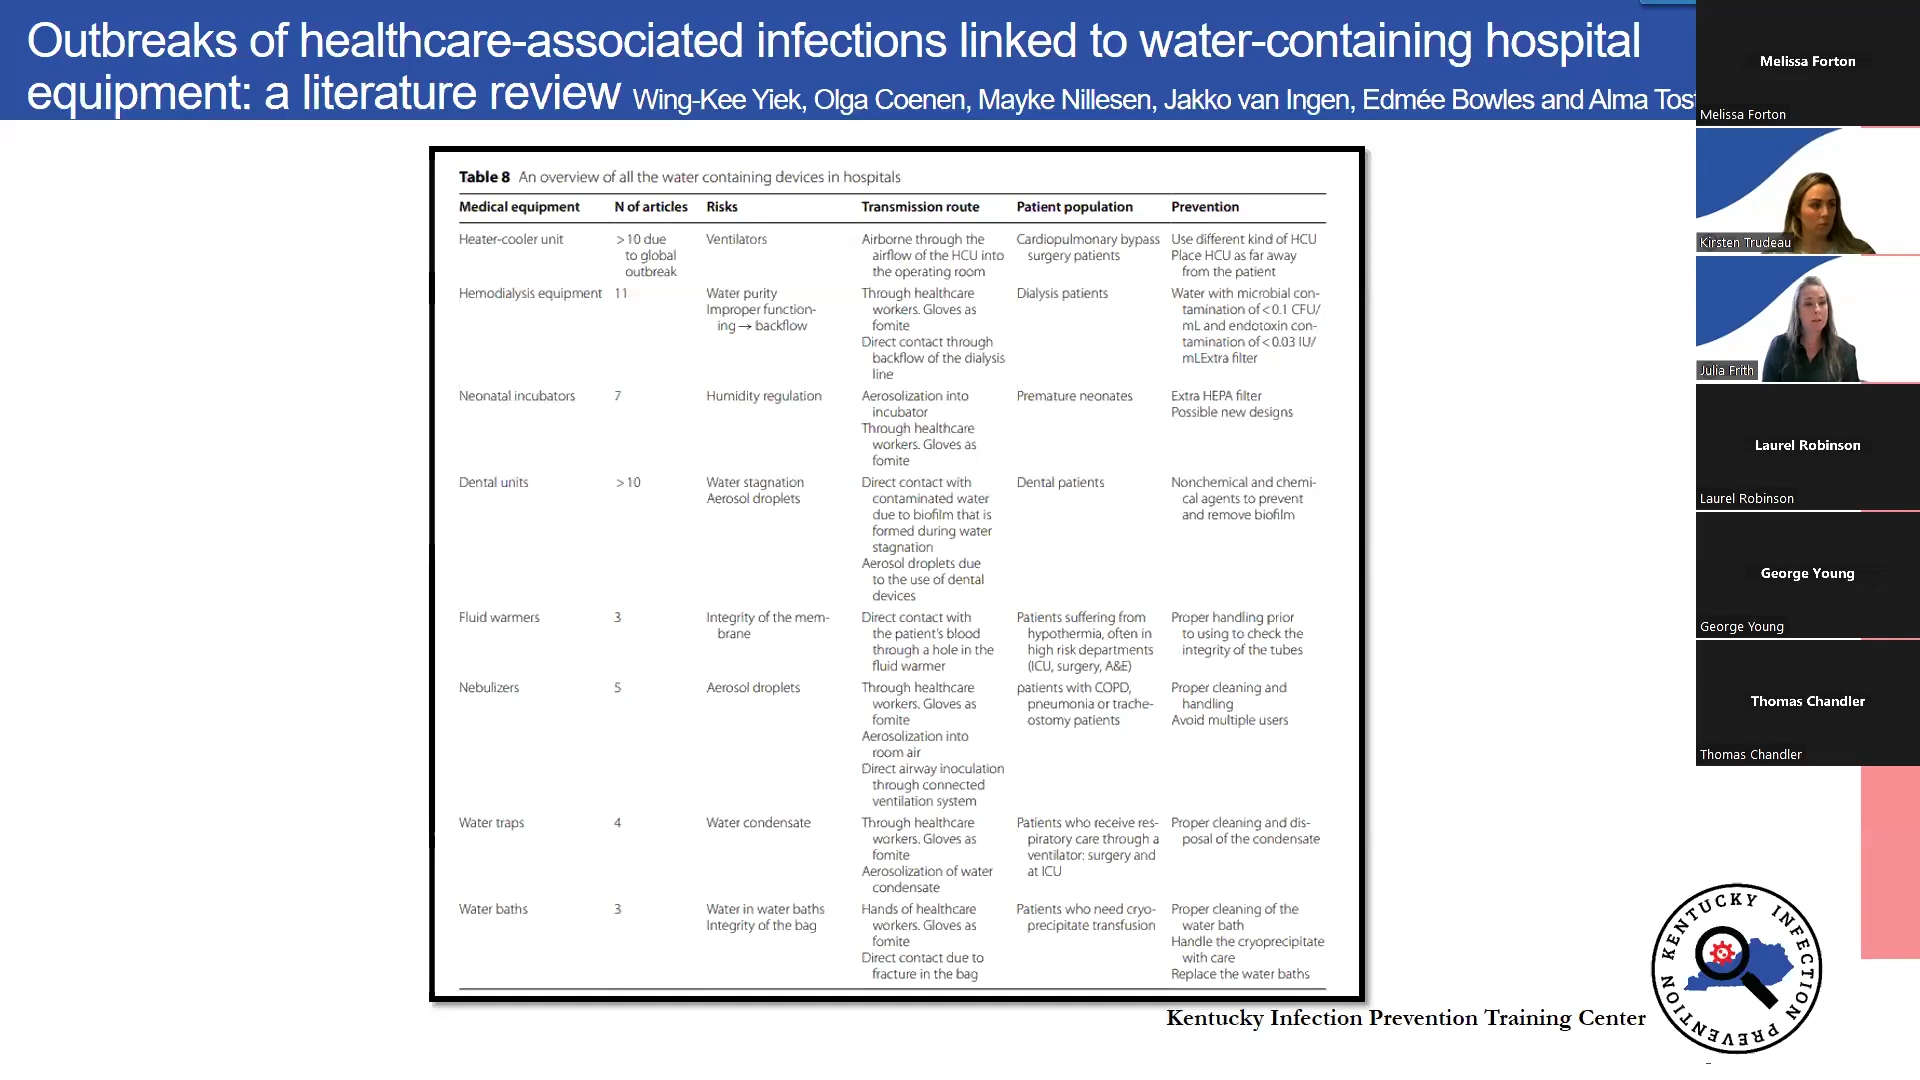 Outbreaks of healthcare-associated infections linked to water-containing hospital
equipment: a literature review Wing-Kee Yiek, Olga Coenen, Mayke Nillesen, Jakko van Ingen, Edmée Bowles and Alma
Table 8 An overview of all the water containing devices in hospitals
Medical equipment N of articles Risks Transmission route Patient population Prevention
Heater-cooler unit >10 due Ventilators Airborne through the Cardiopulmonary bypass Use different kind of HCU
to global airflow of the HCU into surgery patients Place HCU as far away
outbreak the operating room from the patient
Hemodialysis equipment 11 Water purity Through healthcare Dialysis patients Water with microbial con-
Improper function- workers. Gloves as tamination of <0.1 CFU/
ing → backflow fomite mL and endotoxin con-
Direct contact through tamination of <0.03 IU/
backflow of the dialysis mLExtra filter
line
Neonatal incubators 7 Humidity regulation Aerosolization into Premature neonates Extra HEPA filter
incubator Possible new designs
Through healthcare
workers. Gloves as
fomite
Dental units >10 Water stagnation Direct contact with Dental patients Nonchemical and chemi-
Aerosol droplets contaminated water cal agents to prevent
due to biofilm that is and remove biofilm
formed during water
stagnation
Aerosol droplets due
to the use of dental
devices
Fluid warmers 3 Integrity of the mem- Direct contact with Patients suffering from Proper handling prior
brane the patient's blood hypothermia, often in to using to check the
through a hole in the high risk departments integrity of the tubes
fluid warmer (ICU, surgery, A&E)
Nebulizers 5 Aerosol droplets Through healthcare patients with COPD, Proper cleaning and
workers. Gloves as pneumonia or trache- handling
fomite ostomy patients Avoid multiple users
Aerosolization into
room air
Direct airway inoculation
through connected
ventilation system
Water traps 4 Water condensate Through healthcare Patients who receive res- Proper cleaning and dis-
workers. Gloves as piratory care through a posal of the condensate
fomite ventilator: surgery and
Aerosolization of water at ICU
condensate
Water baths 3 Water in water baths Hands of healthcare Patients who need cryo- Proper cleaning of the
Integrity of the bag workers. Gloves as precipitate transfusion water bath
fomite Handle the cryoprecipitate
Direct contact due to with care
fracture in the bag Replace the water baths
Kentucky Infection Prevention Training Center
KENTUCKY INFECTION PREVENTION
Melissa Forton
Melissa Forton
Kirsten Trudeau
Julia Frith
Laurel Robinson
Laurel Robinson
George Young
George Young
Thomas Chandler
Thomas Chandler